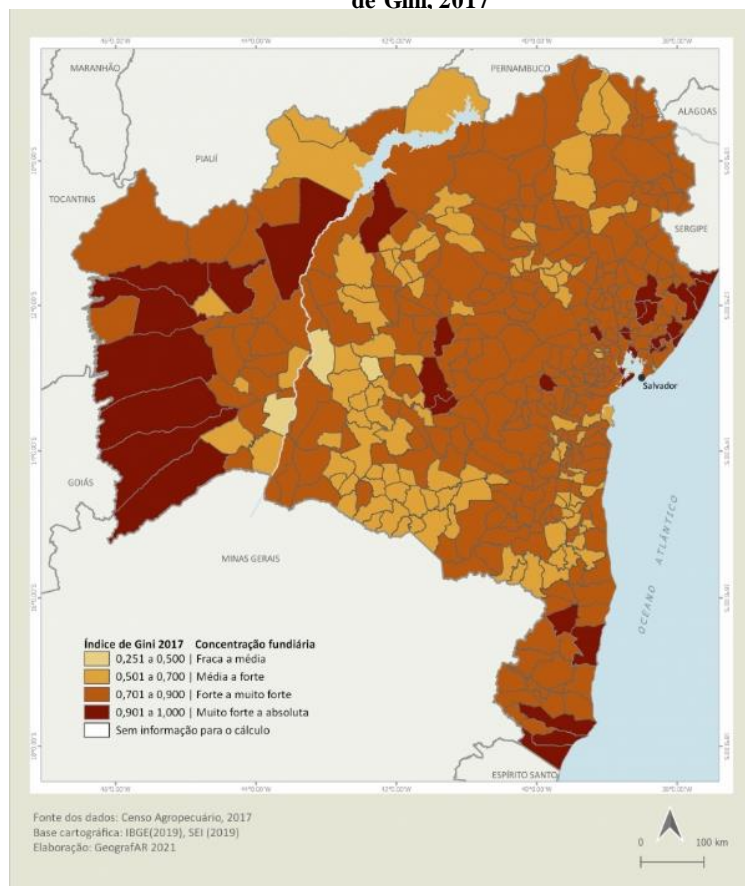 de Gini, 2017
MARANHÃO
PERNAMBUCO
ALAGOAS
PIAUÍ
TOCANTINS
SERGIPE
Salvador
GOIÁS
OCEANO ATLÂNTICO
MINAS GERAIS
Índice de Gini 2017 Concentração fundiária
0,251 a 0,500 | Fraca a média
0,501 a 0,700 | Média a forte
0,701 a 0,900 | Forte a muito forte
0,901 a 1,000 | Muito forte a absoluta
Sem informação para o cálculo
ESPÍRITO SANTO
Fonte dos dados: Censo Agropecuário, 2017
Base cartográfica: IBGE(2019), SEI (2019)
Elaboração: GeografAR 2021
0 100 km